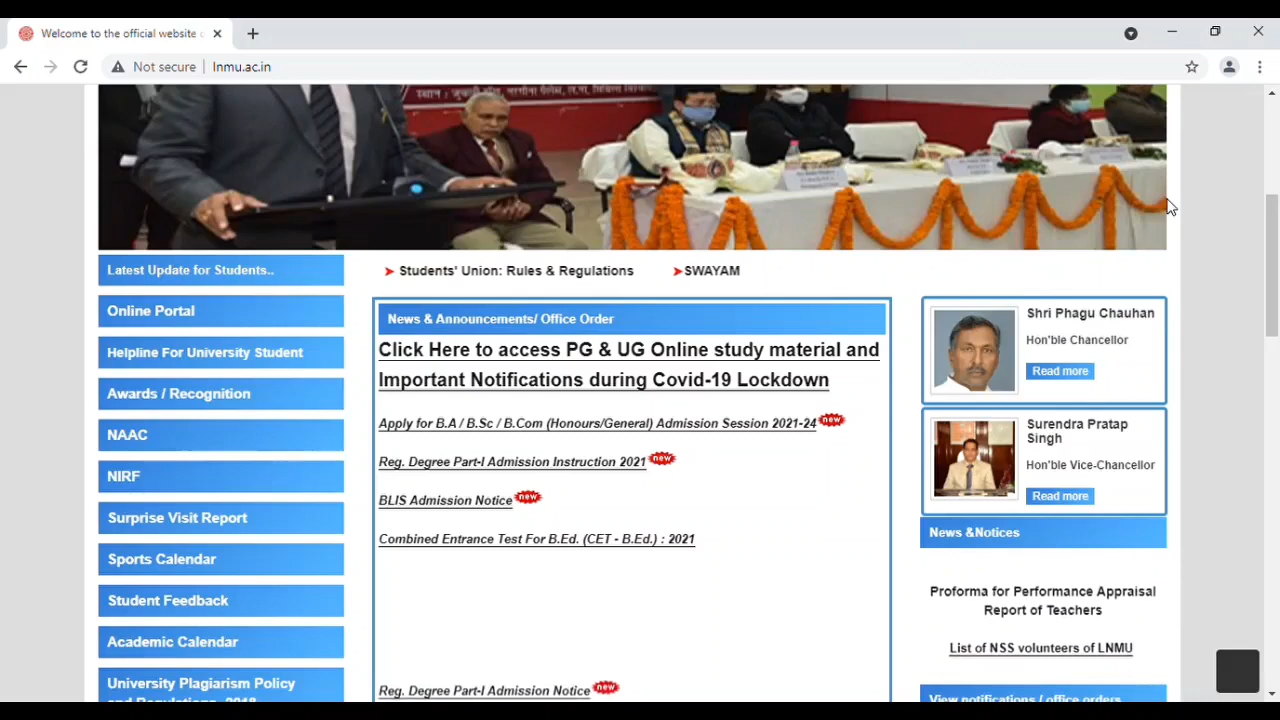 Welcome to the official website
Not secure
lnmu.ac.in
Latest Update for Students..
Students' Union: Rules & Regulations
SWAYAM
Online Portal
Helpline For University Student
Awards / Recognition
NAAC
NIRF
Surprise Visit Report
Sports Calendar
Student Feedback
Academic Calendar
University Plagiarism Policy
News & Announcements/ Office Order
Click Here to access PG & UG Online study material and
Important Notifications during Covid-19 Lockdown
Apply for B.A / B.Sc / B.Com (Honours/General) Admission Session 2021-24 new
Reg. Degree Part-I Admission Instruction 2021 new
BLIS Admission Notice new
Combined Entrance Test For B.Ed. (CET - B.Ed.) : 2021
Reg. Degree Part-I Admission Notice new
Shri Phagu Chauhan
Hon'ble Chancellor
Read more
Surendra Pratap
Singh
Hon'ble Vice-Chancellor
Read more
News &Notices
Proforma for Performance Appraisal
Report of Teachers
List of NSS volunteers of LNMU
View notifications / office orders